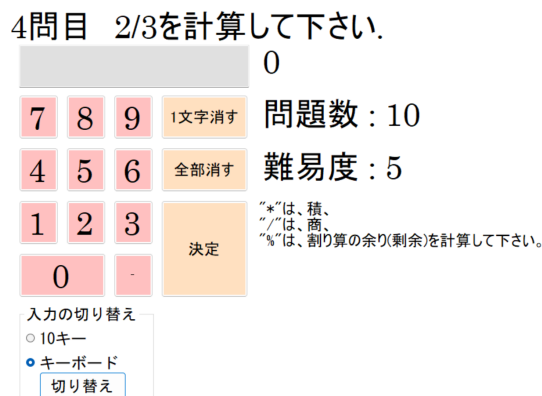 4問目 2/3を計算して下さい.
0
7 8 9 1文字消す
問題数 : 10
4 5 6 全部消す
難易度 : 5
1 2 3 決定
"*"は、積、
"/"は、商、
"%"は、割り算の余り(剰余)を計算して下さい。
0 -
入力の切り替え
10キー
キーボード
切り替え